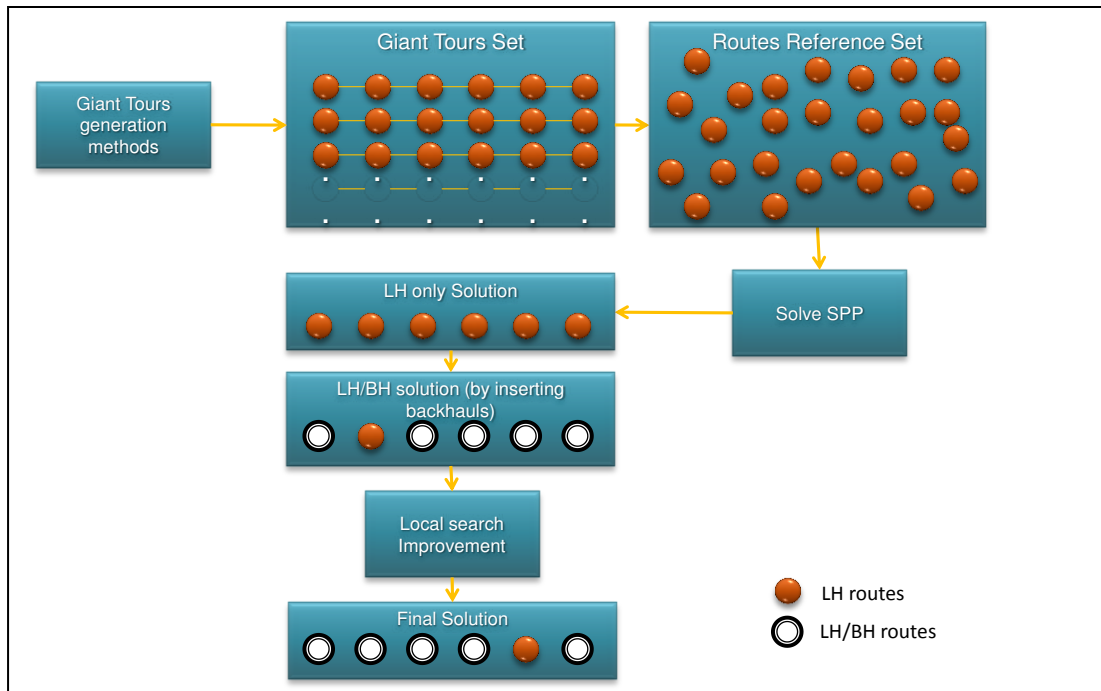 Giant Tours
generation
methods
Giant Tours Set
Routes Reference Set
Solve SPP
LH only Solution
LH/BH solution (by inserting
backhauls)
Local search
Improvement
Final Solution
LH routes
LH/BH routes